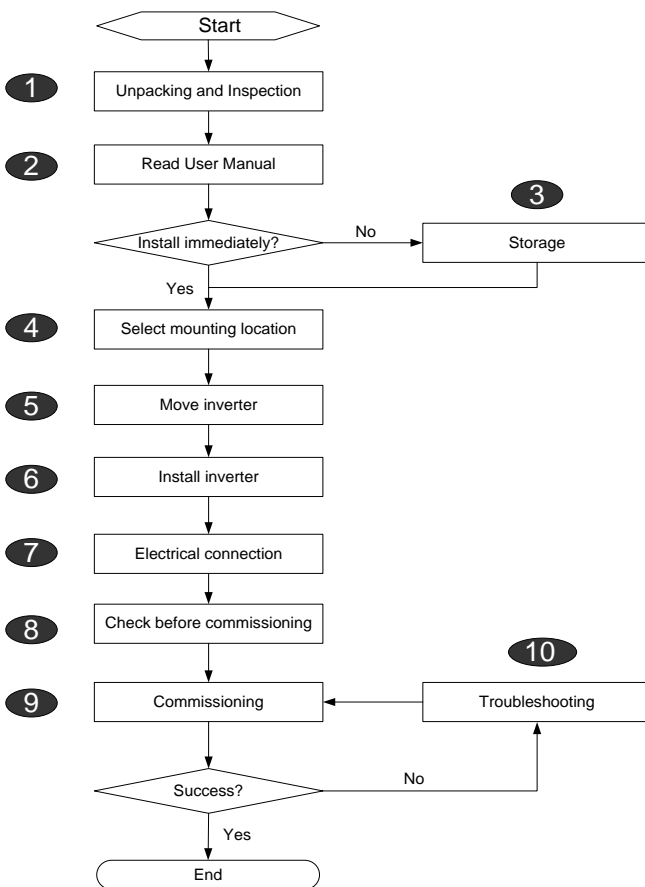 Start
1
Unpacking and Inspection
2
Read User Manual
3
Install immediately?
No
Storage
Yes
4
Select mounting location
5
Move inverter
6
Install inverter
7
Electrical connection
8
Check before commissioning
10
9
Commissioning
Troubleshooting
Success?
No
Yes
End